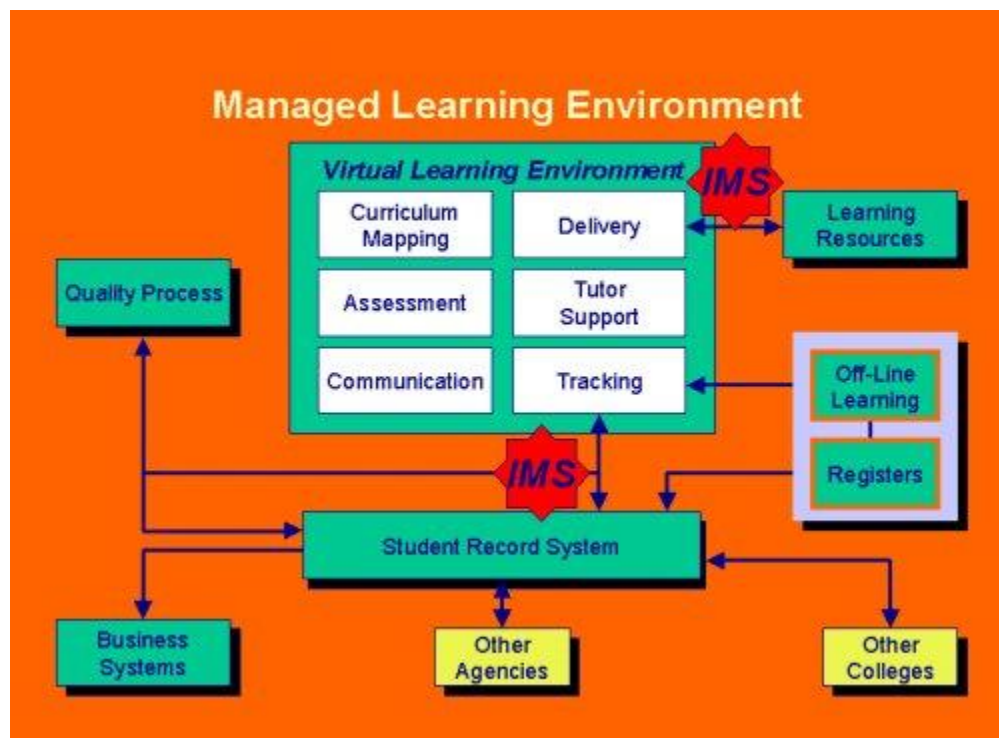 Managed Learning Environment
Virtual Learning Environment
IMS
Curriculum
Mapping
Delivery
Learning
Resources
Quality Process
Assessment
Tutor
Support
Communication
Tracking
Off-Line
Learning
Registers
IMS
Student Record System
Business
Systems
Other
Agencies
Other
Colleges